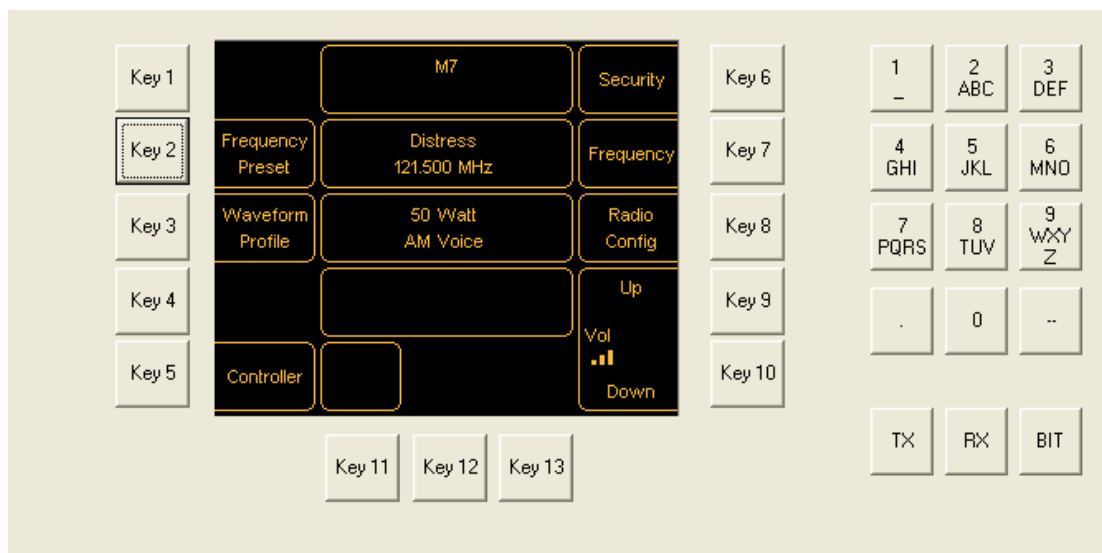 Key 1
M7
Security
Key 6
1
_
2
ABC
3
DEF
Key 2
Frequency
Preset
Distress
121.500 MHz
Frequency
Key 7
4
GHI
5
JKL
6
MNO
Key 3
Waveform
Profile
50 Watt
AM Voice
Radio
Config
Key 8
7
PQRS
8
TUV
9
WXY
Z
Key 4
Up
Key 9
.
0
--
Vol
Key 5
Controller
Down
Key 10
Key 11
Key 12
Key 13
TX
RX
BIT